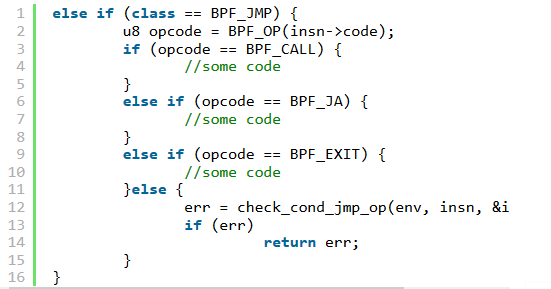 1 else if (class == BPF_JMP) {
2 u8 opcode = BPF_OP(insn->code);
3 if (opcode == BPF_CALL) {
4 //some code
5 }
6 else if (opcode == BPF_JA) {
7 //some code
8 }
9 else if (opcode == BPF_EXIT) {
10 //some code
11 }else {
12 err = check_cond_jmp_op(env, insn, &i
13 if (err)
14 return err;
15 }
16 }